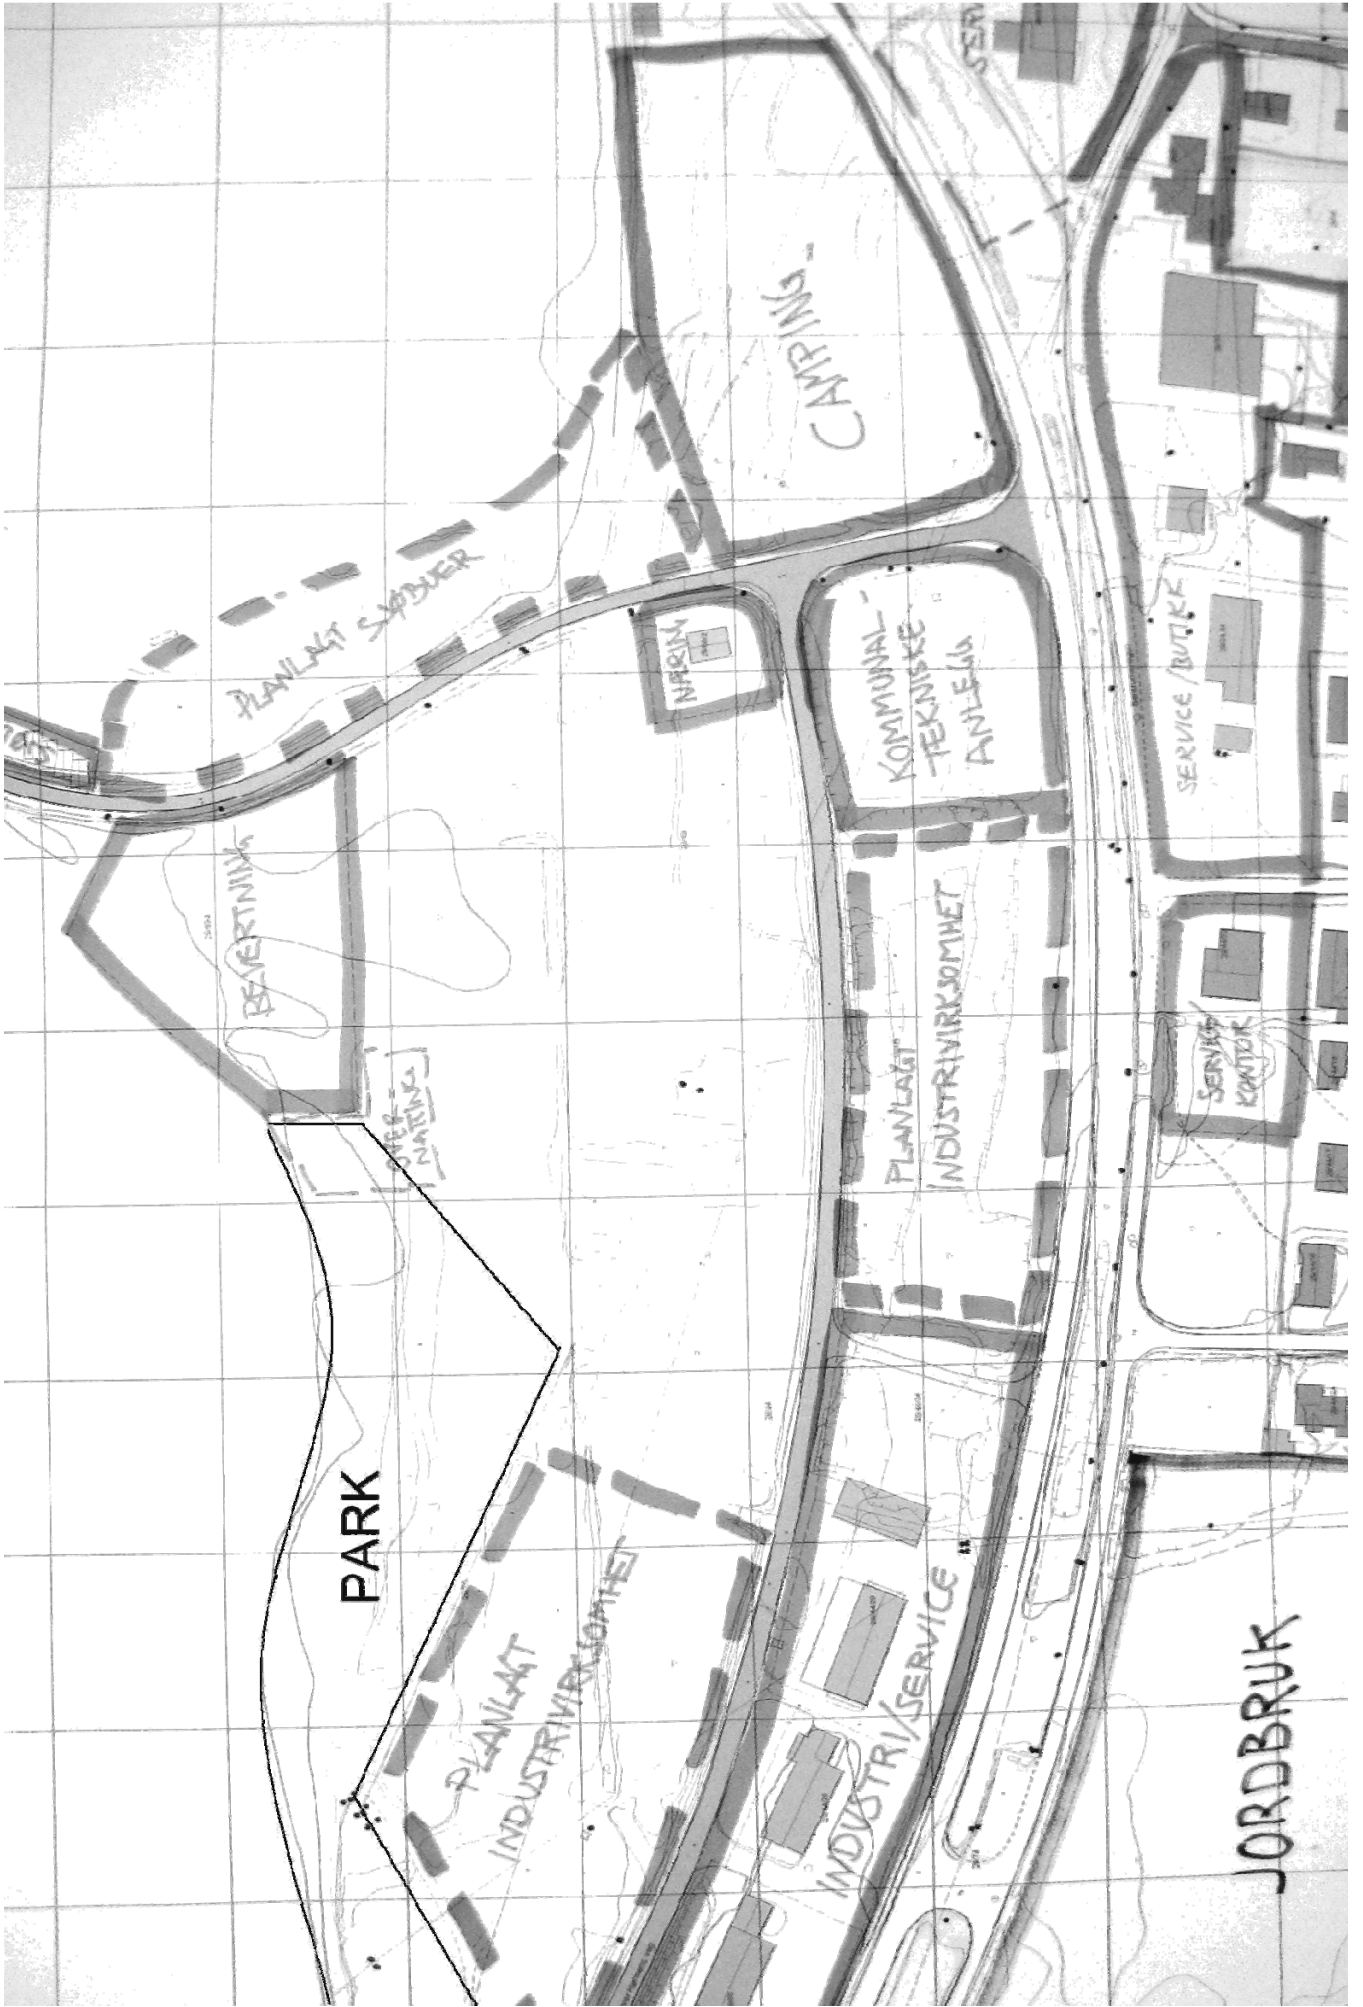 CAMPING
PLANLAGT SJØBUER
NÆRING
KOMMUNAL-
TEKNISKE
ANLEGG
SERVICE/BUTIKK
BEVERTNING
OVER-
NATTING
PLANLAGT
INDUSTRIVIRKSOMHET
SERVICE/
KONTOR
PARK
PLANLAGT
INDUSTRIVIRKSOMHET
INDUSTRI/SERVICE
JORDBRUK